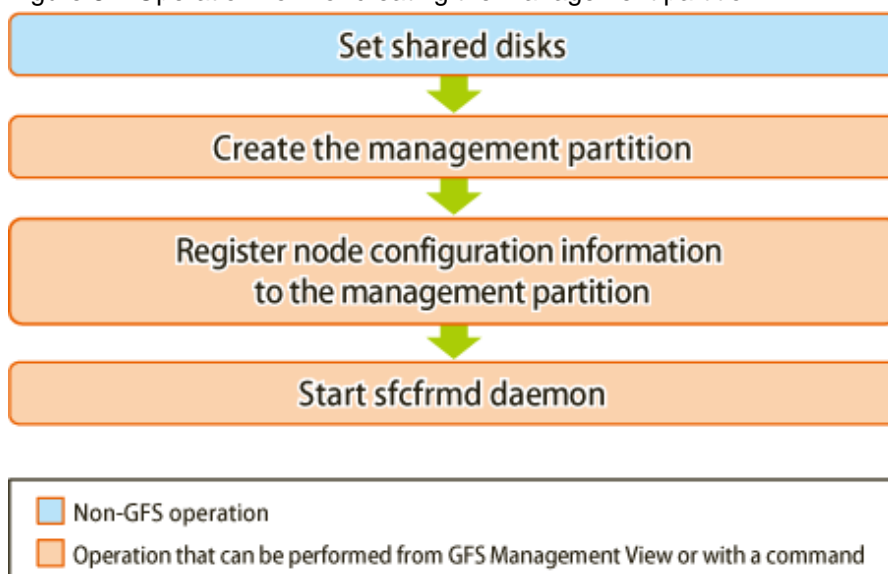 Set shared disks
Create the management partition
Register node configuration information
to the management partition
Start sfcfrmd daemon
Non-GFS operation
Operation that can be performed from GFS Management View or with a command